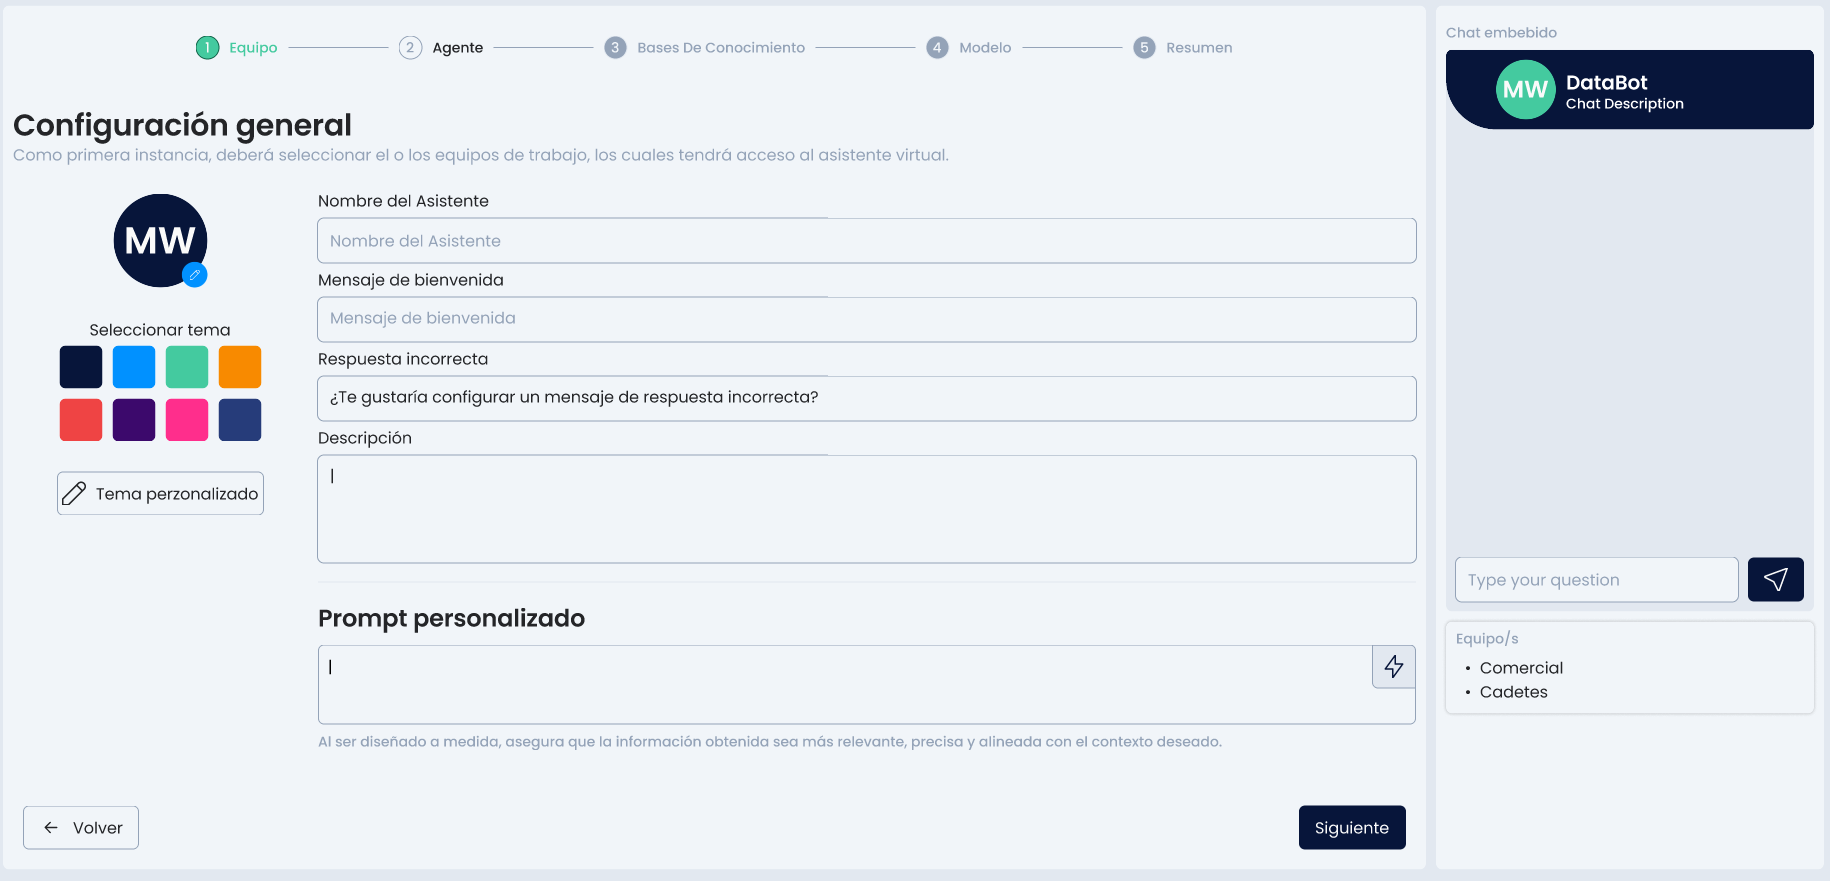 1 Equipo
2 Agente
3 Bases De Conocimiento
4 Modelo
5 Resumen
Configuración general
Como primera instancia, deberá seleccionar el o los equipos de trabajo, los cuales tendrá acceso al asistente virtual.
MW
Seleccionar tema
Tema perzonalizado
Nombre del Asistente
Nombre del Asistente
Mensaje de bienvenida
Mensaje de bienvenida
Respuesta incorrecta
¿Te gustaría configurar un mensaje de respuesta incorrecta?
Descripción
Prompt personalizado
Al ser diseñado a medida, asegura que la información obtenida sea más relevante, precisa y alineada con el contexto deseado.
Volver
Siguiente
Chat embebido
MW
DataBot
Chat Description
Type your question
Equipo/s
• Comercial
• Cadetes